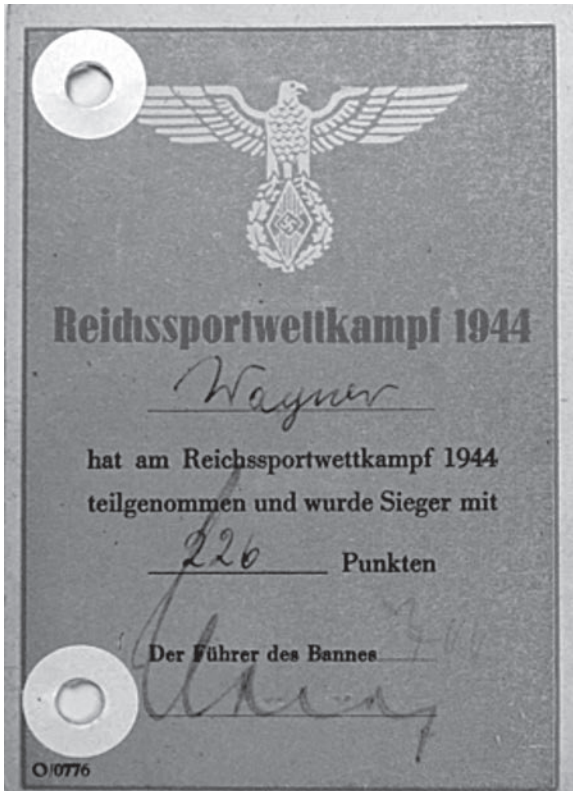 Reichssportwettkampf 1944
Wagner
hat am Reichssportwettkampf 1944
teilgenommen und wurde Sieger mit
226 Punkten
Der Führer des Bannes
O/0776